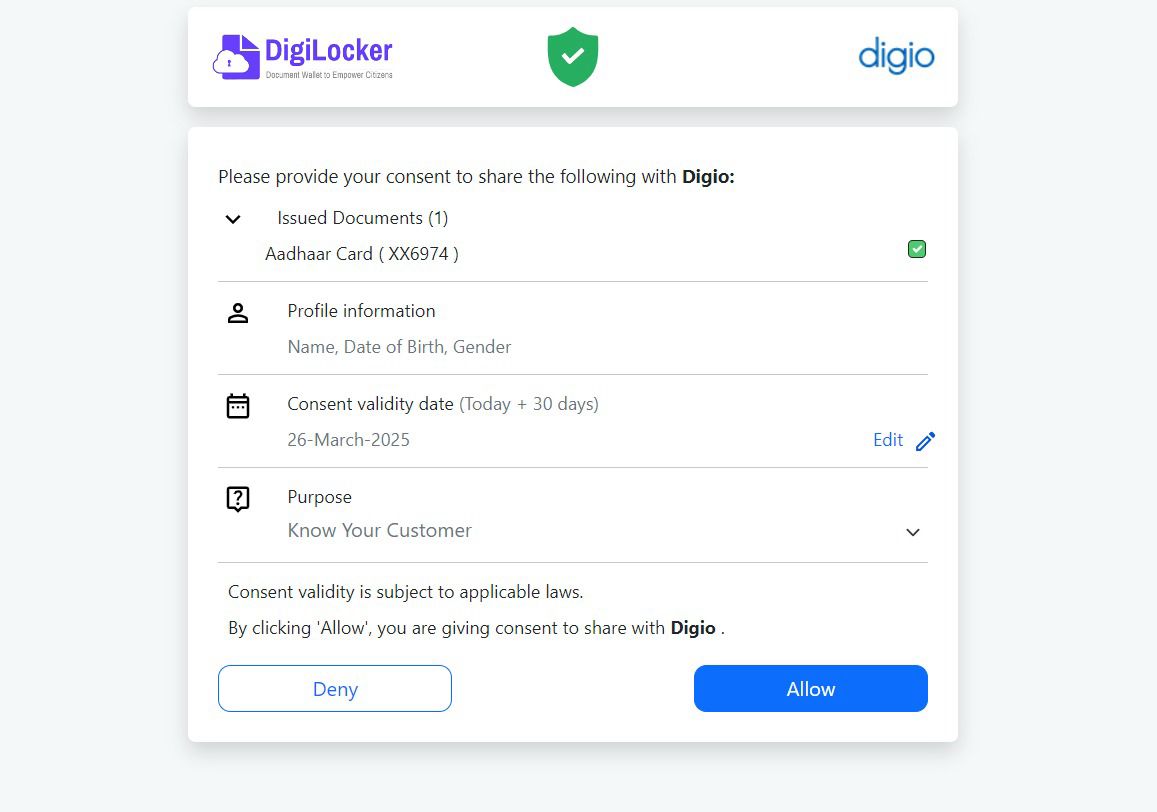 DigiLocker
Document Wallet to Empower Citizens
digio
Please provide your consent to share the following with Digio:
Issued Documents (1)
Aadhaar Card ( XX6974 )
Profile information
Name, Date of Birth, Gender
Consent validity date (Today + 30 days)
26-March-2025
Edit
Purpose
Know Your Customer
Consent validity is subject to applicable laws.
By clicking 'Allow', you are giving consent to share with Digio .
Deny
Allow